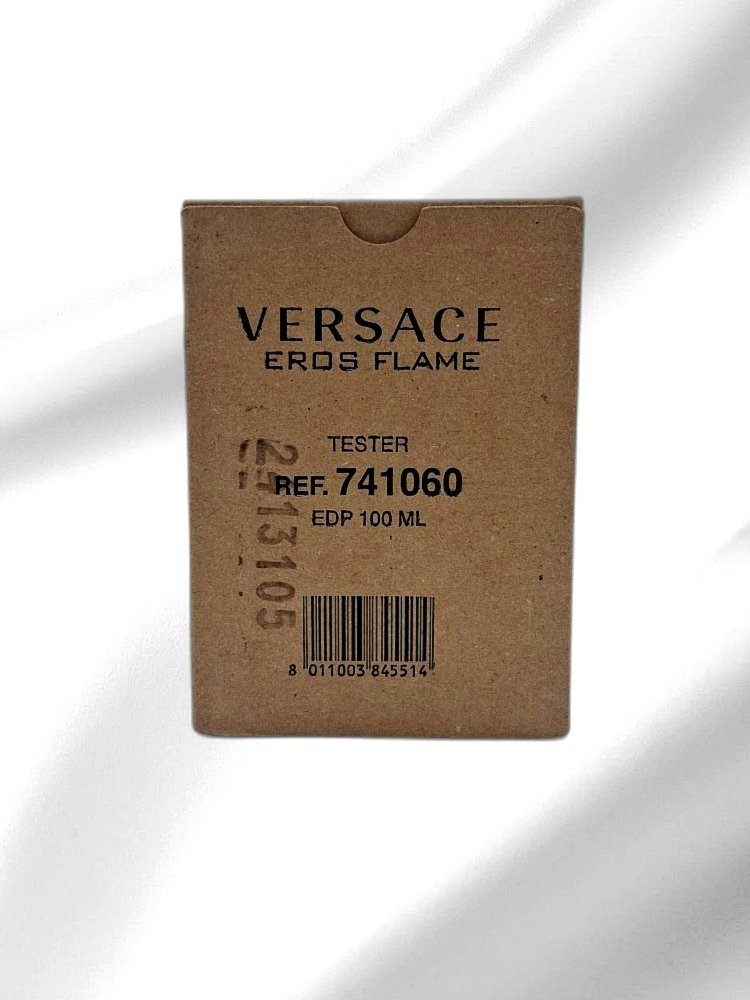 VERSACE
EROS FLAME
TESTER
REF. 741060
EDP 100 ML
8 011003 845514